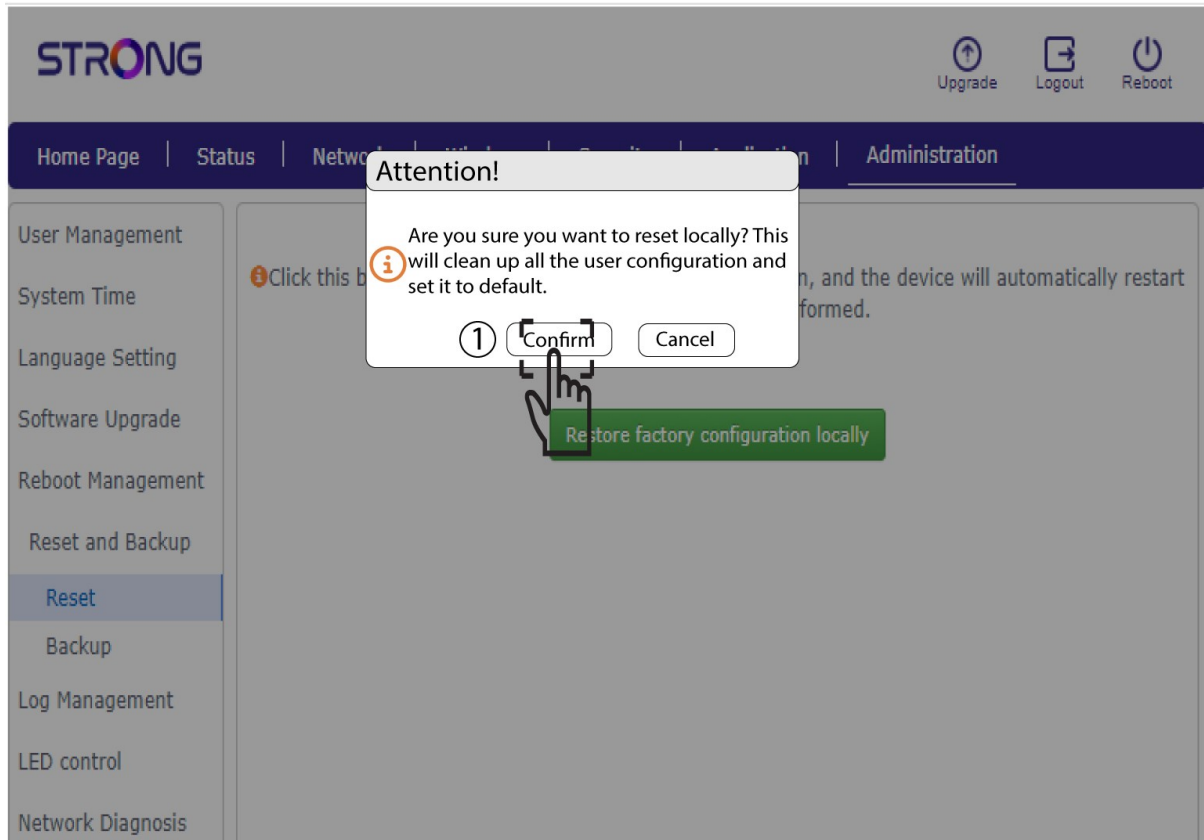 STRONG
Upgrade Logout Reboot
Home Page Status Administration
Attention!
Are you sure you want to reset locally? This
will clean up all the user configuration and
set it to default.
1 Confirm Cancel
Click this and the device will automatically restart
Restore factory configuration locally
User Management
System Time
Language Setting
Software Upgrade
Reboot Management
Reset and Backup
Reset
Backup
Log Management
LED control
Network Diagnosis